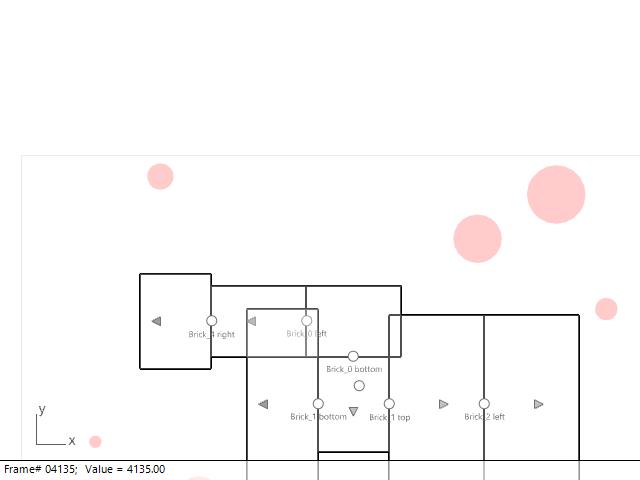 Brick_4 right
Brick_0 left
Brick_0 bottom
Brick_1 bottom
Brick_1 top
Brick_2 left
y
x
Frame# 04135; Value = 4135.00